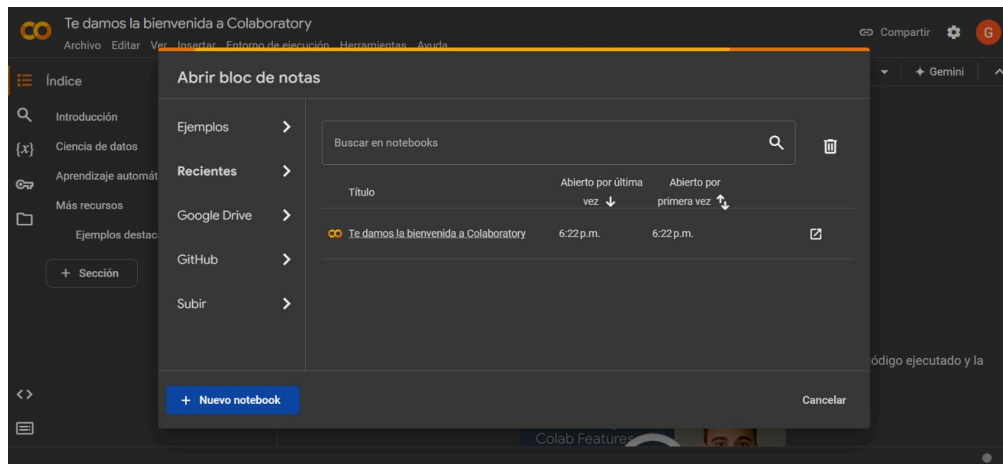 Te damos la bienvenida a Colaboratory
Archivo Editar Ver Insertar Entorno de ejecución Herramientas Ayuda
Compartir
G
Índice
Gemini
Introducción
Ciencia de datos
{x}
Aprendizaje automát
Más recursos
Ejemplos destac
+ Sección
Abrir bloc de notas
Ejemplos
Recientes
Google Drive
GitHub
Subir
Buscar en notebooks
Título
Abierto por última
vez
Abierto por
primera vez
Te damos la bienvenida a Colaboratory
6:22 p.m.
6:22 p.m.
+ Nuevo notebook
Cancelar
ódigo ejecutado y la
Colab Features